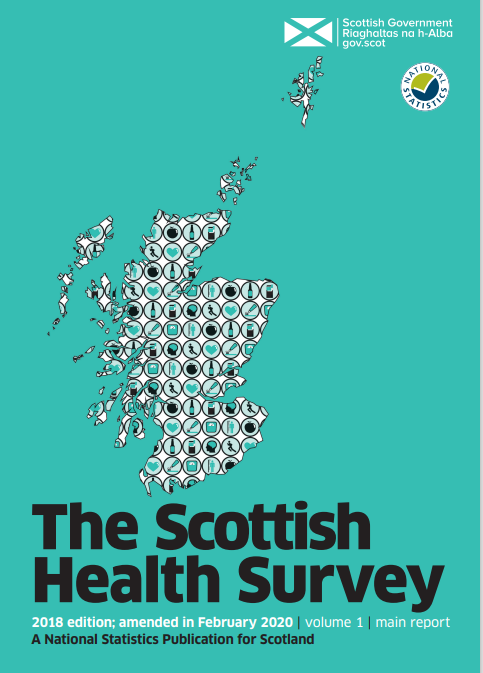 Scottish Government
Riaghaltas na h-Alba
gov.scot
NATIONAL
STATISTICS
The Scottish
Health Survey
2018 edition; amended in February 2020 | volume 1 | main report
A National Statistics Publication for Scotland